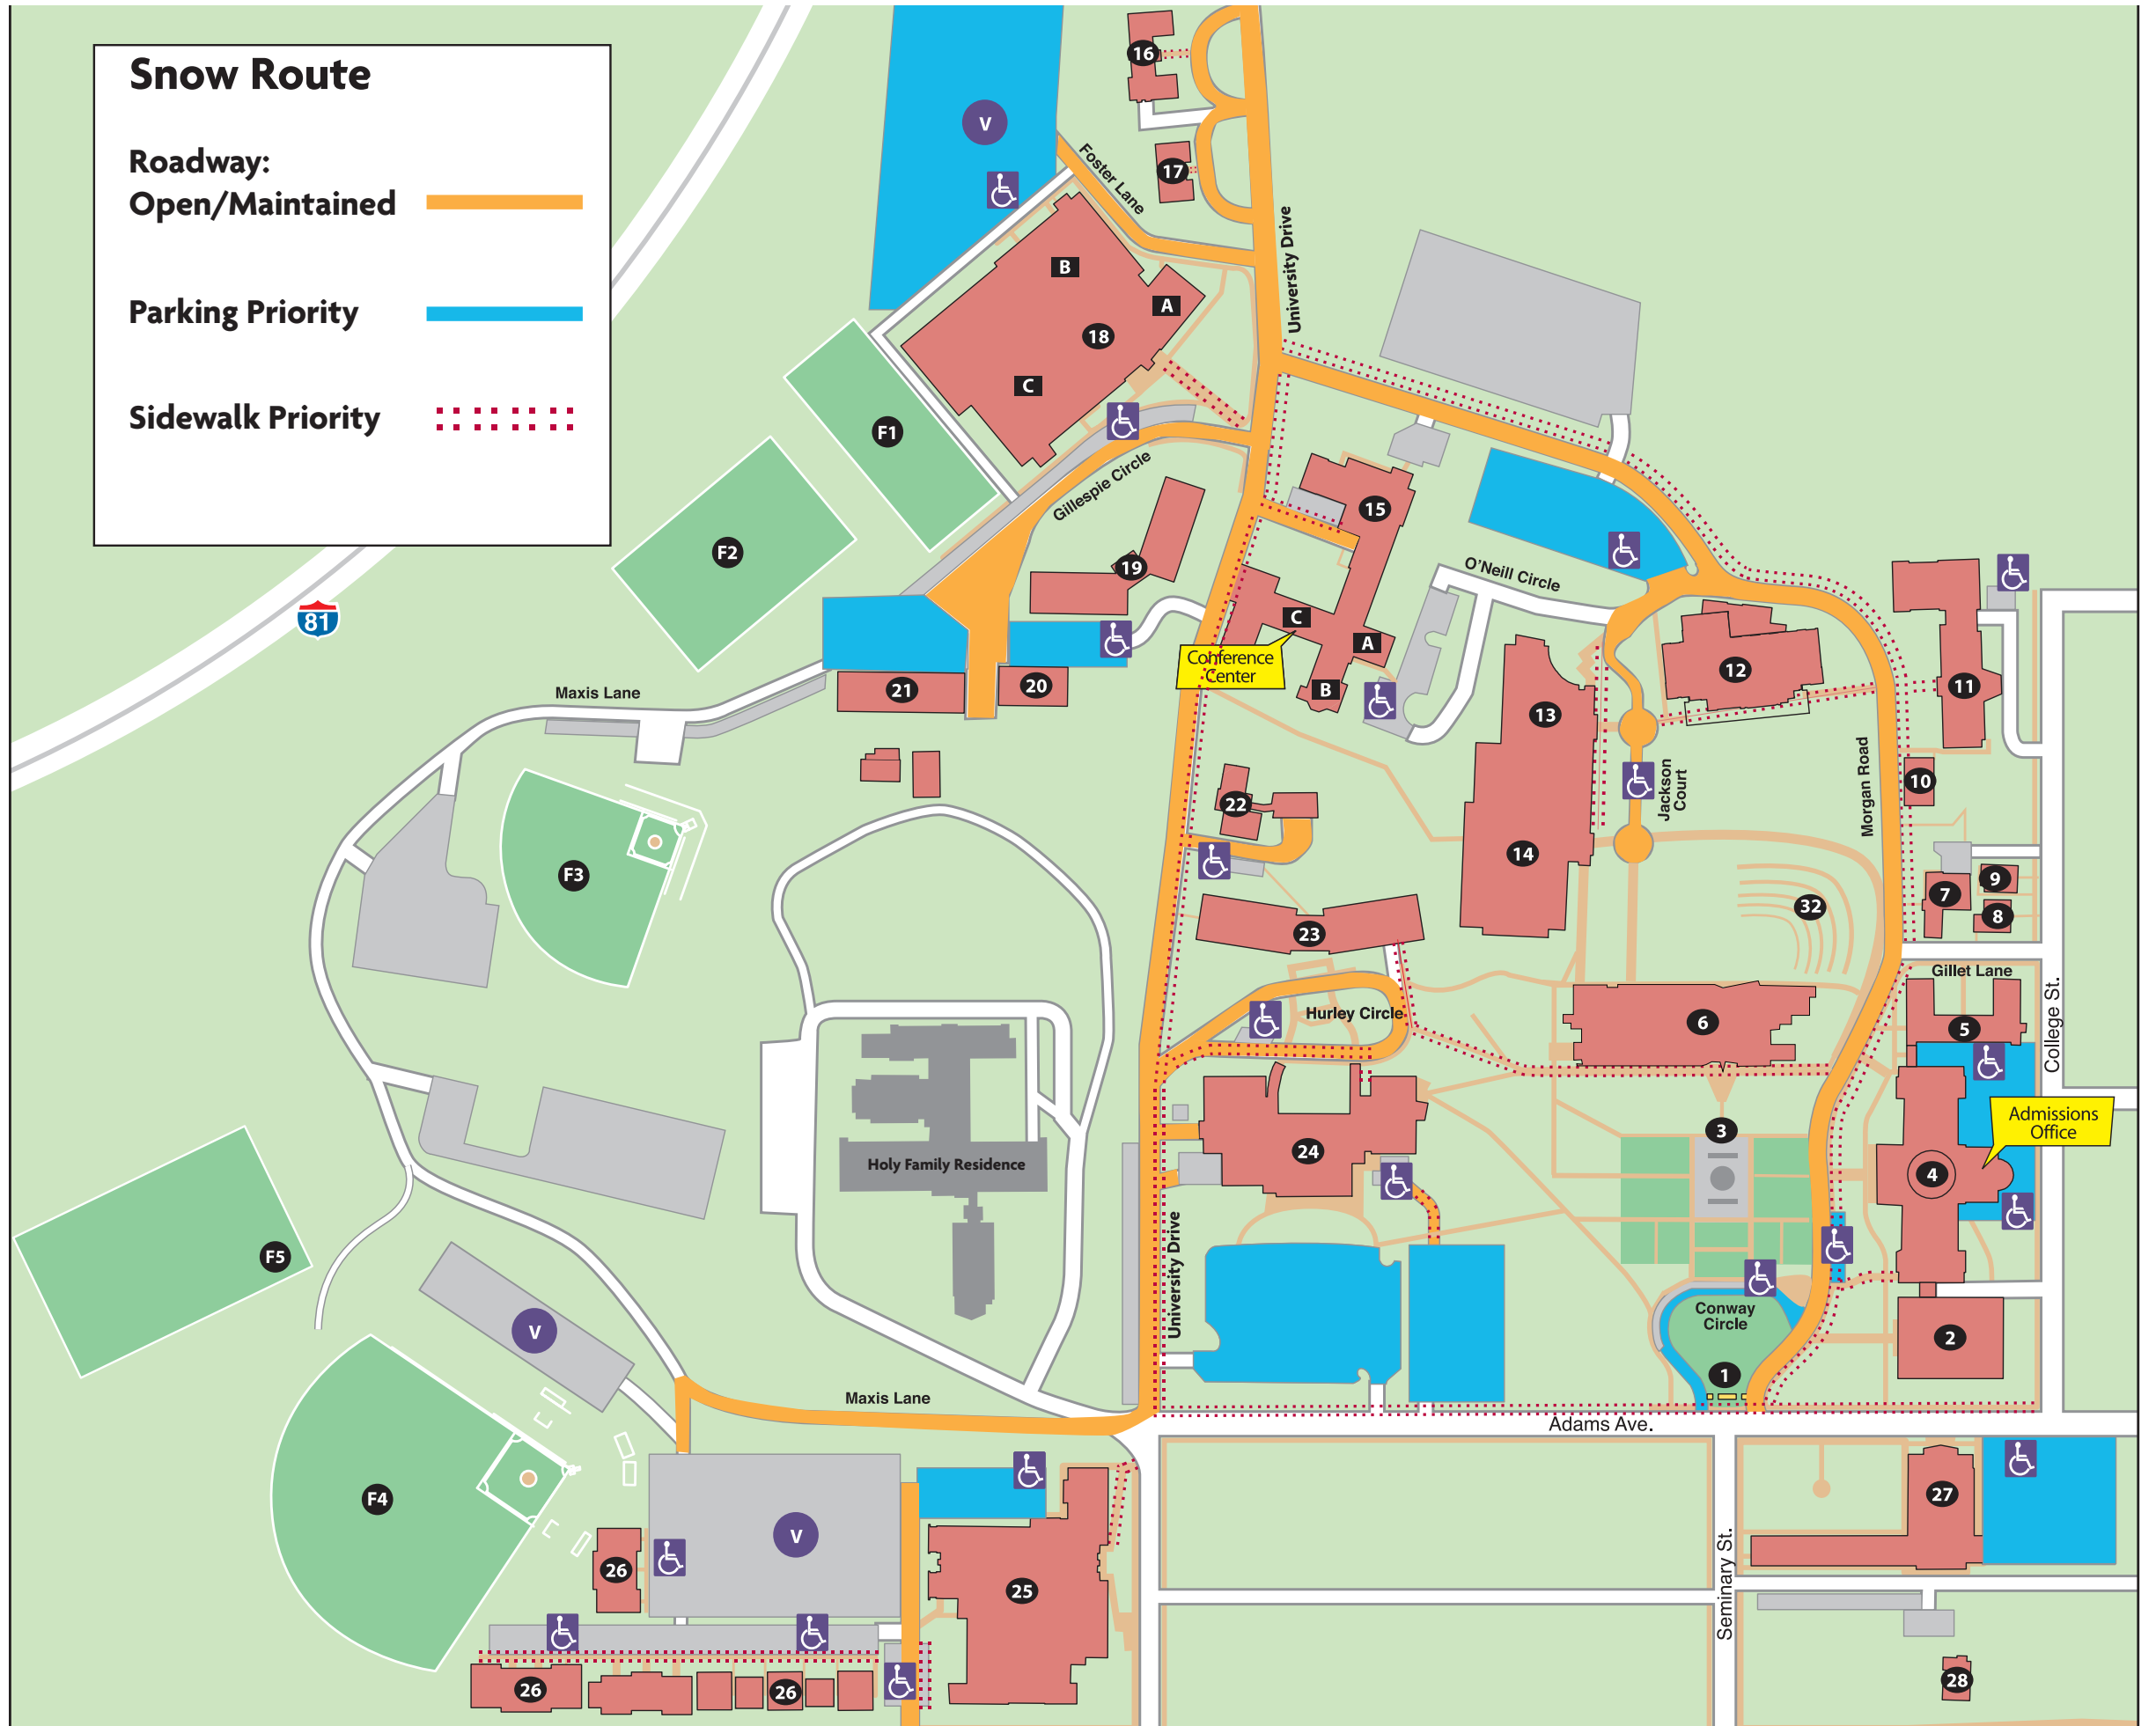 Snow Route
Roadway:
Open/Maintained
Parking Priority
Sidewalk Priority
16
V
17
Foster Lane
University Drive
B
A
18
C
F1
Gillespie Circle
F2
15
19
O'Neill Circle
81
C
A
Conference
Center
B
12
11
Maxis Lane
21
20
13
Jackson
Court
Morgan Road
10
22
14
F3
9
7
8
32
23
Gillet Lane
College St.
Hurley Circle
6
5
Admissions
Office
3
24
Holy Family Residence
4
University Drive
F5
V
Conway
Circle
2
1
Maxis Lane
Adams Ave.
F4
V
27
26
25
Seminary St.
26
26
28